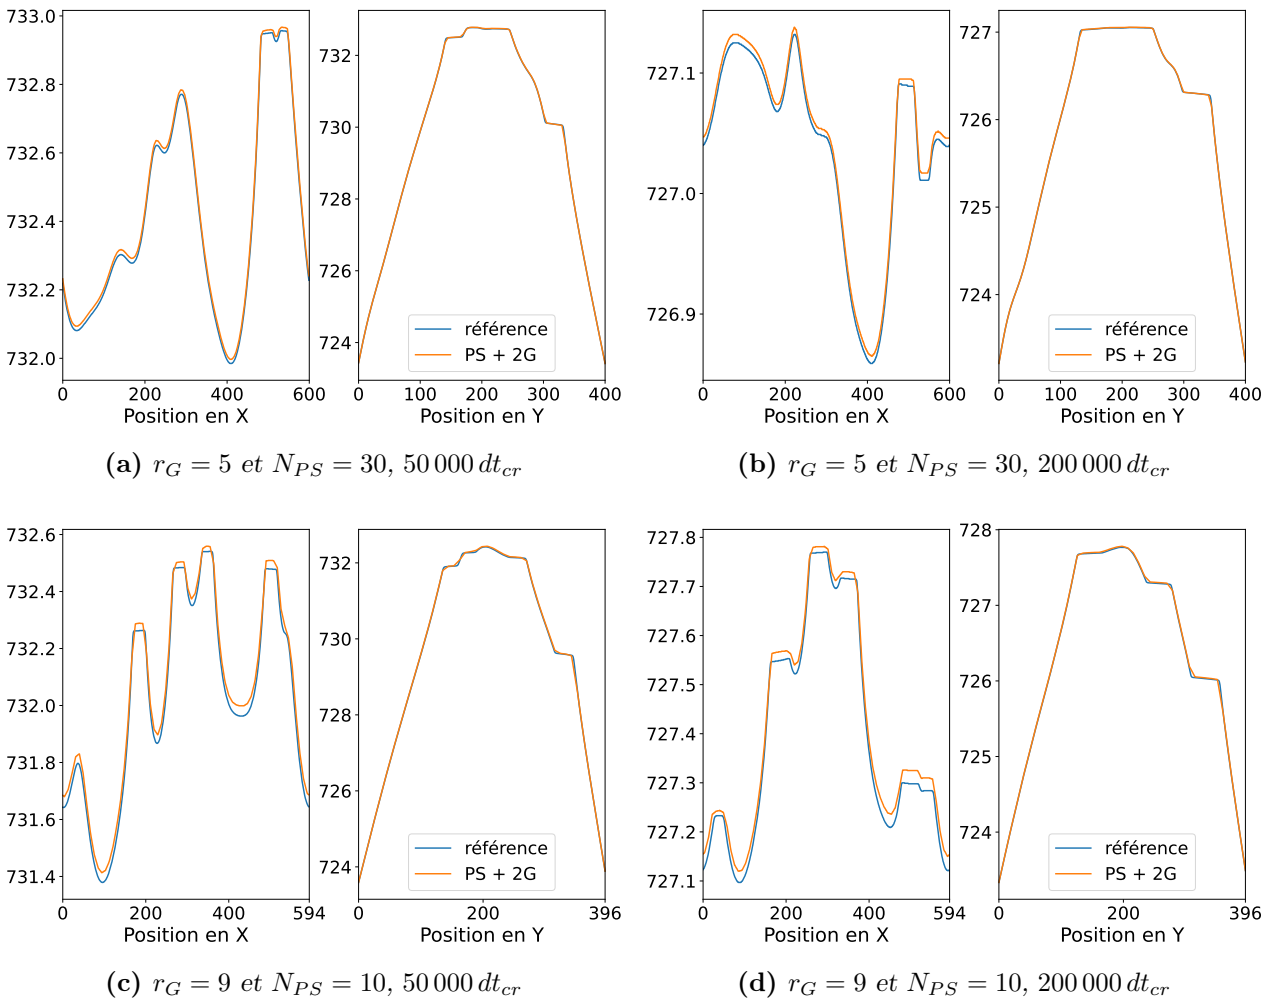 733.0
732.8
732.6
732.4
732.2
732.0
0 200 400 600
Position en X
732
730
728
726
724
0 100 200 300 400
Position en Y
référence
PS + 2G
(a) r_G = 5 et N_PS = 30, 50 000 dt_cr
727.1
727.0
726.9
0 200 400 600
Position en X
727
726
725
724
0 100 200 300 400
Position en Y
référence
PS + 2G
(b) r_G = 5 et N_PS = 30, 200 000 dt_cr
732.6
732.4
732.2
732.0
731.8
731.6
731.4
0 200 400 594
Position en X
732
730
728
726
724
0 200 396
Position en Y
référence
PS + 2G
(c) r_G = 9 et N_PS = 10, 50 000 dt_cr
727.8
727.7
727.6
727.5
727.4
727.3
727.2
727.1
0 200 400 594
Position en X
728
727
726
725
724
0 200 396
Position en Y
référence
PS + 2G
(d) r_G = 9 et N_PS = 10, 200 000 dt_cr